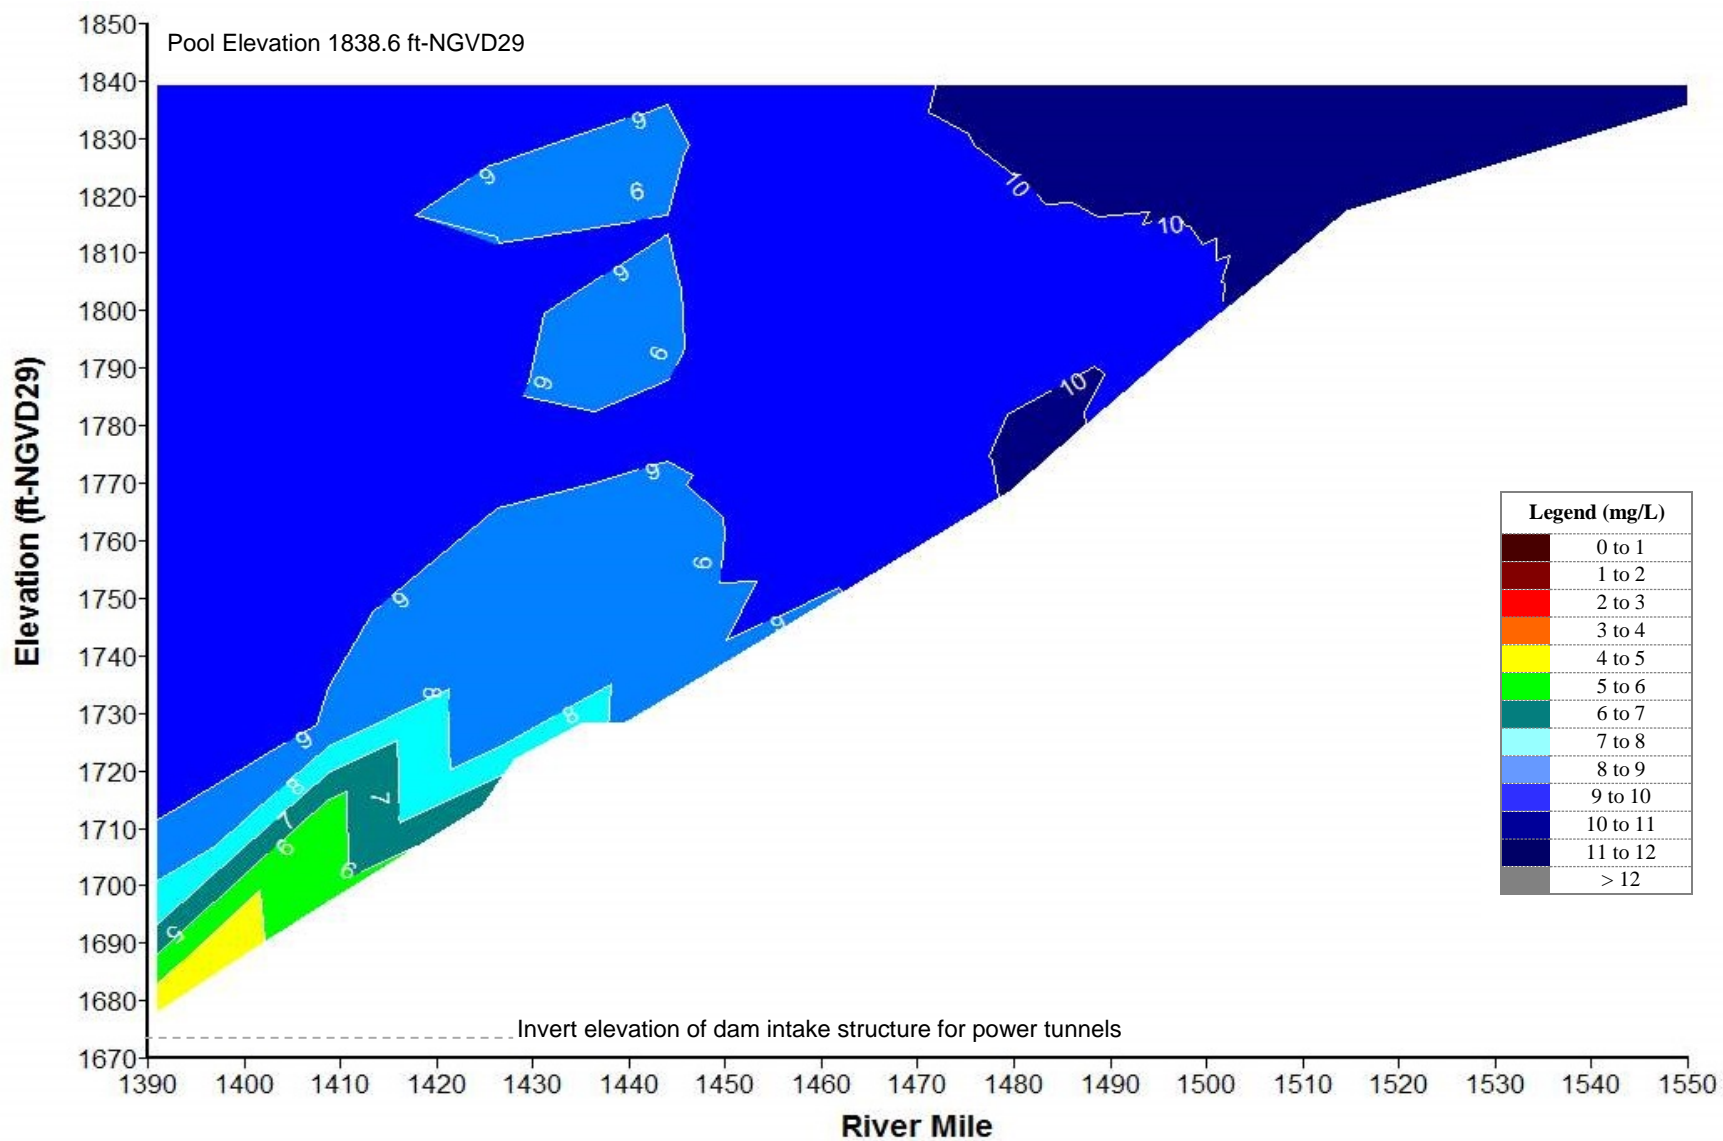 Pool Elevation 1838.6 ft-NGVD29
1850
1840
1830
1820
1810
1800
1790
1780
1770
1760
1750
1740
1730
1720
1710
1700
1690
1680
1670
Elevation (ft-NGVD29)
9
9
6
10
10
9
6
9
10
9
9
9
9
9
8
8
8
7
7
6
6
5
Legend (mg/L)
0 to 1
1 to 2
2 to 3
3 to 4
4 to 5
5 to 6
6 to 7
7 to 8
8 to 9
9 to 10
10 to 11
11 to 12
> 12
Invert elevation of dam intake structure for power tunnels
1390 1400 1410 1420 1430 1440 1450 1460 1470 1480 1490 1500 1510 1520 1530 1540 1550
River Mile